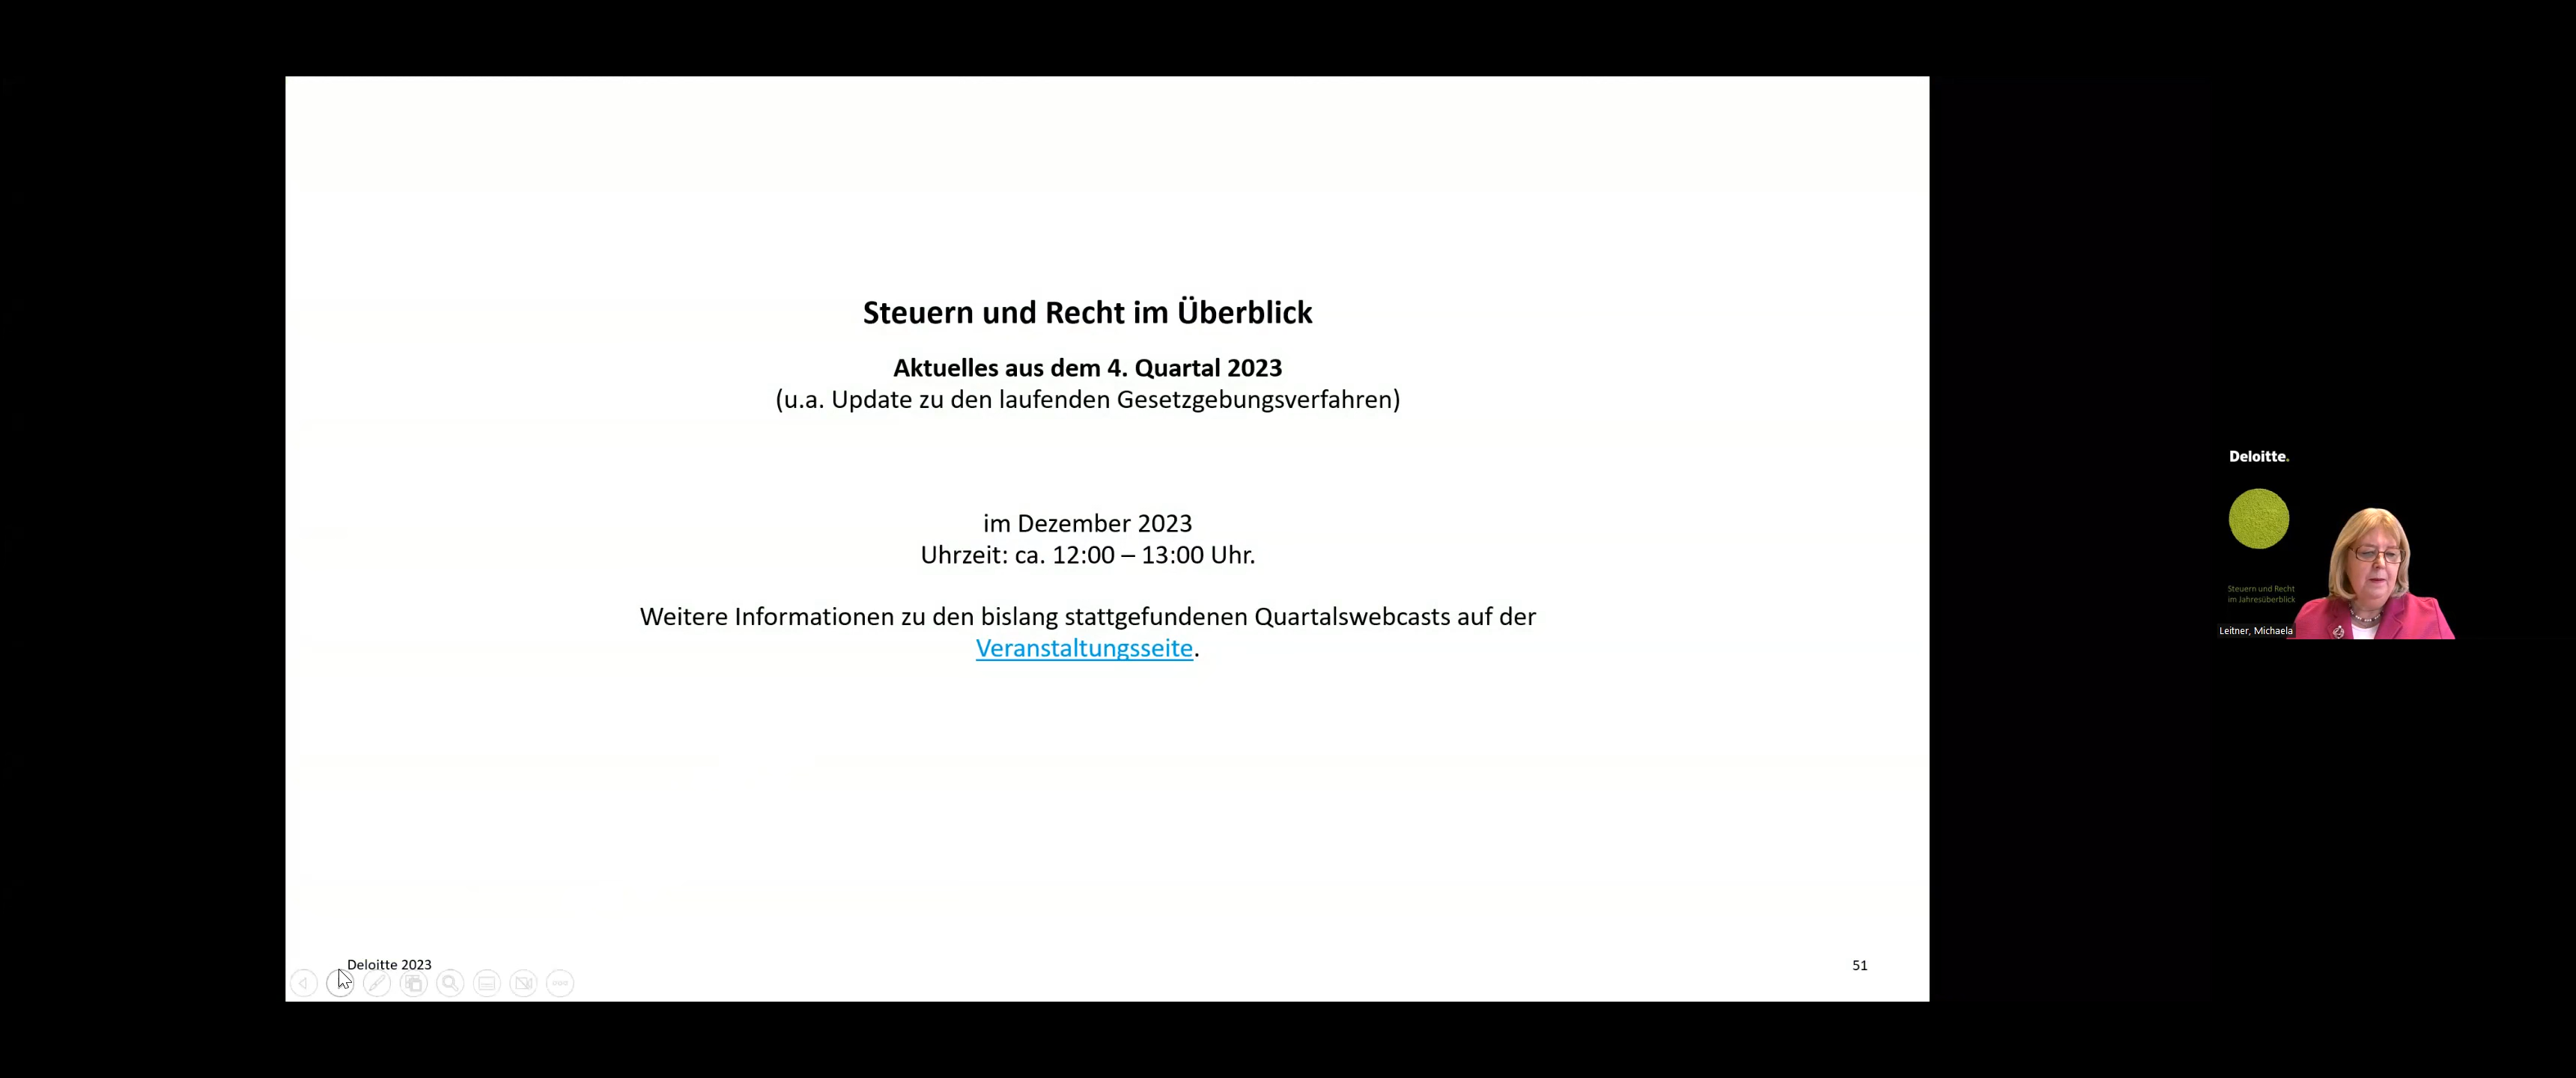 Steuern und Recht im Überblick
Aktuelles aus dem 4. Quartal 2023
(u.a. Update zu den laufenden Gesetzgebungsverfahren)
im Dezember 2023
Uhrzeit: ca. 12:00 – 13:00 Uhr.
Weitere Informationen zu den bislang stattgefundenen Quartalswebcasts auf der
Veranstaltungsseite.
Deloitte 2023
51
Deloitte.
Steuern und Recht
im Jahresüberblick
Leitner, Michaela